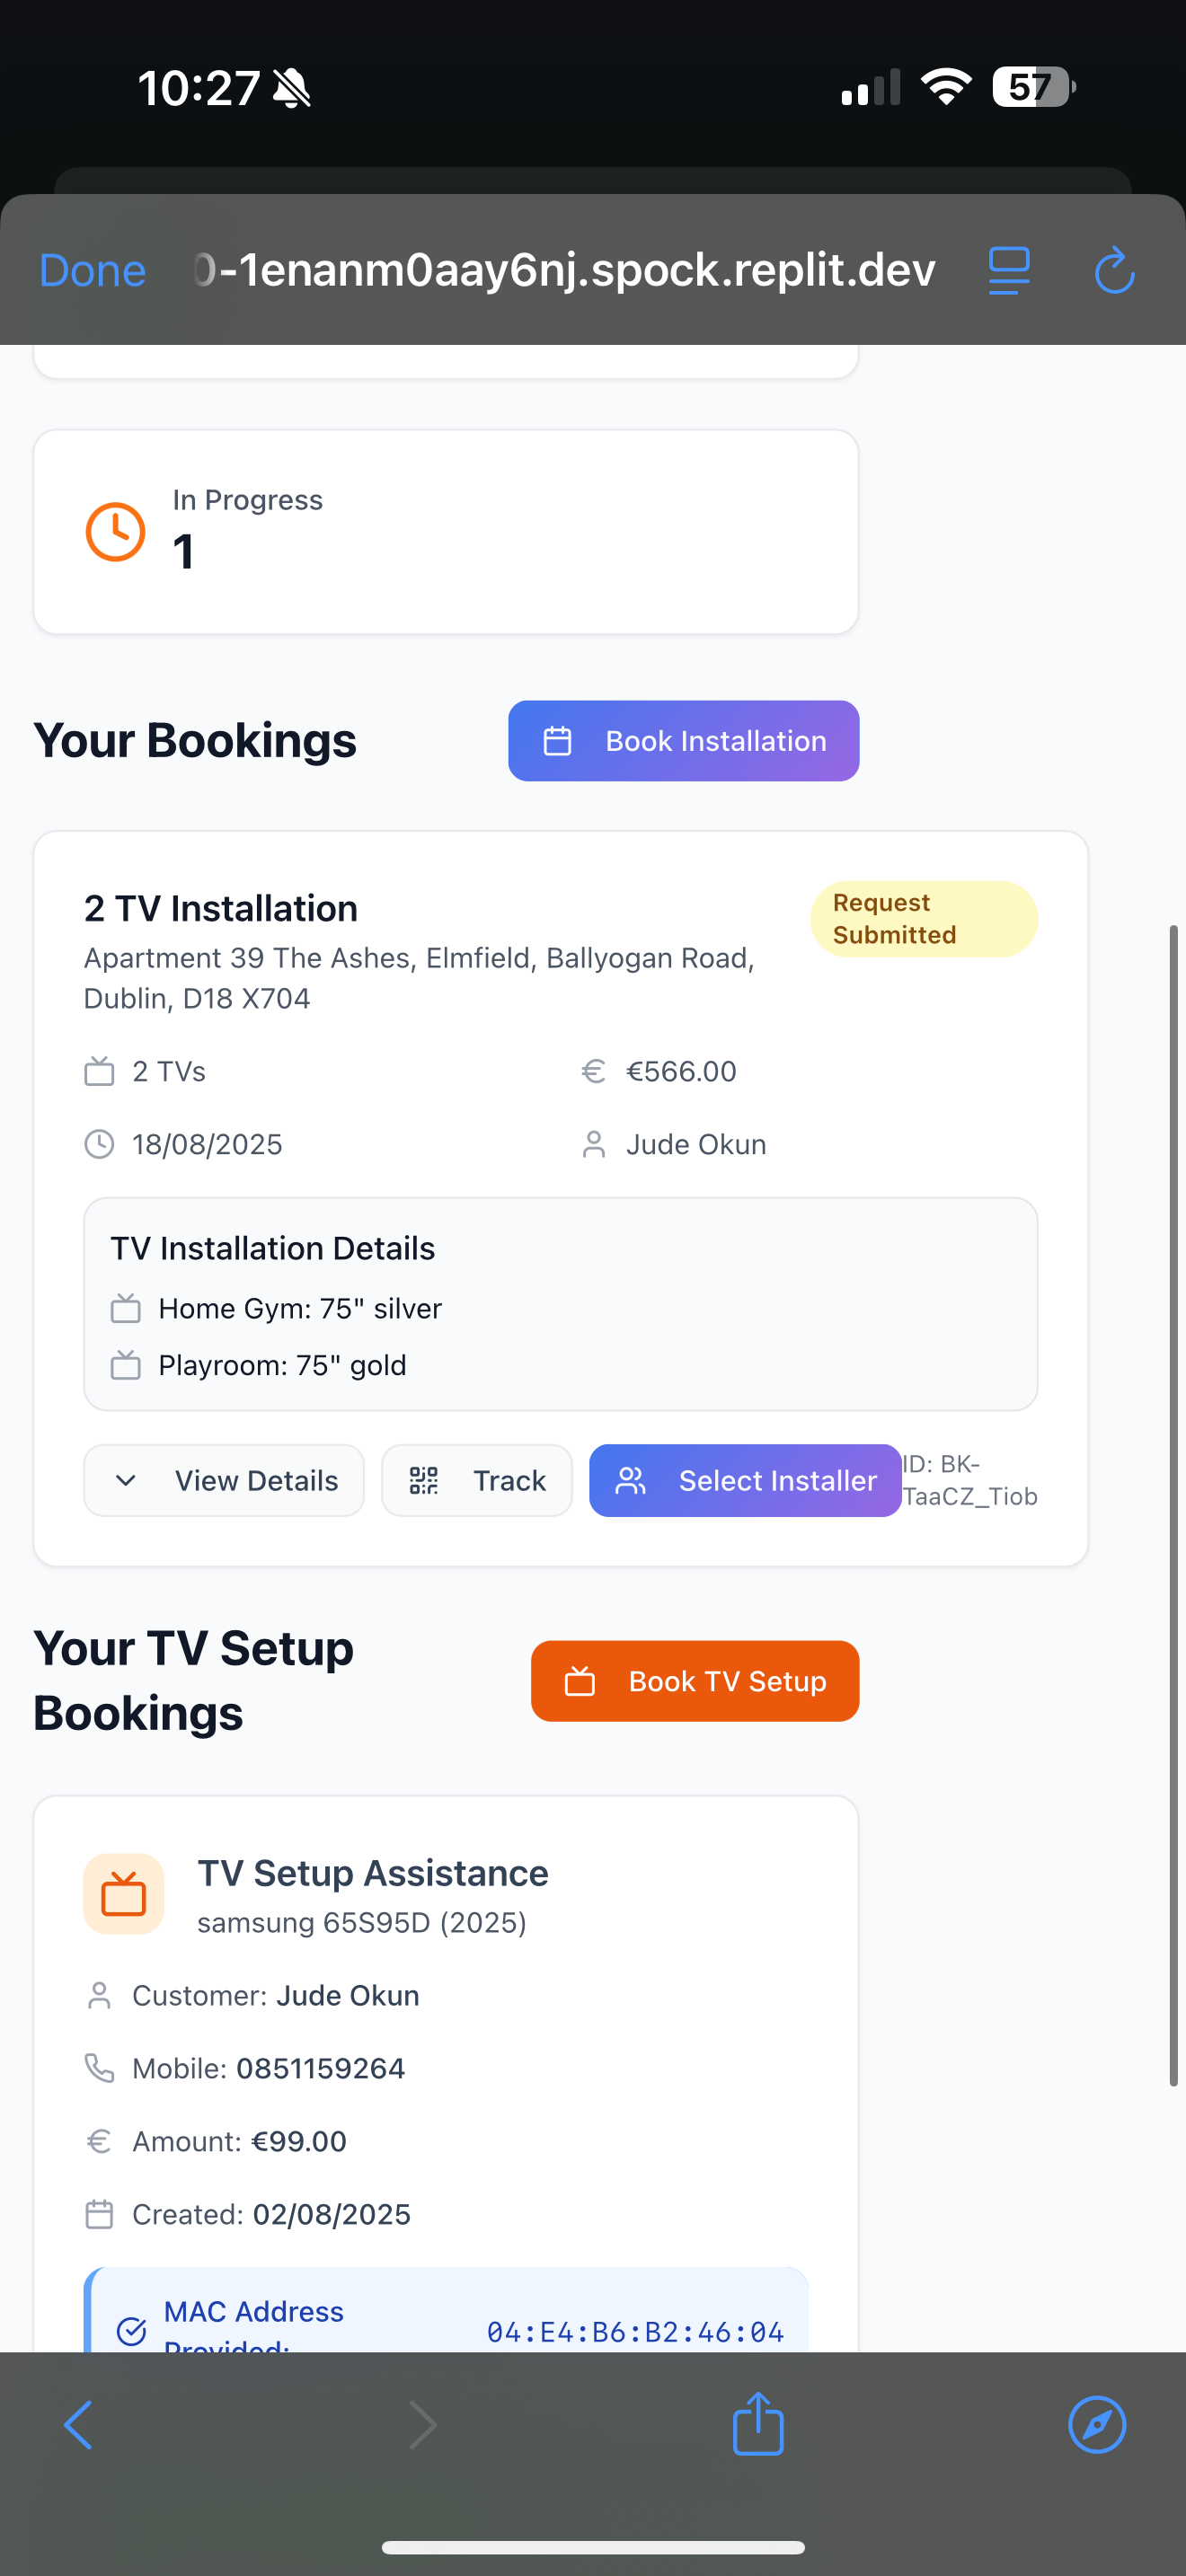 10:27
57
Done
0-1enanm0aay6nj.spock.replit.dev
In Progress
1
Your Bookings
Book Installation
2 TV Installation
Request
Submitted
Apartment 39 The Ashes, Elmfield, Ballyogan Road,
Dublin, D18 X704
2 TVs
€566.00
18/08/2025
Jude Okun
TV Installation Details
Home Gym: 75" silver
Playroom: 75" gold
View Details
Track
Select Installer
ID: BK-
TaaCZ_Tiob
Your TV Setup
Bookings
Book TV Setup
TV Setup Assistance
samsung 65S95D (2025)
Customer: Jude Okun
Mobile: 0851159264
Amount: €99.00
Created: 02/08/2025
MAC Address
Provided:
04:E4:B6:B2:46:04